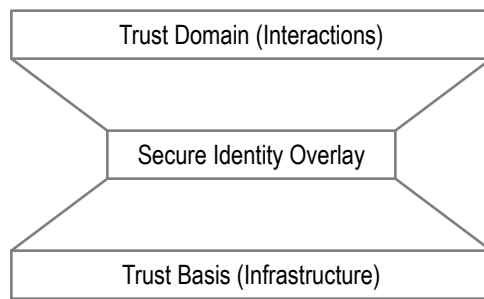 Trust Domain (Interactions)
Secure Identity Overlay
Trust Basis (Infrastructure)